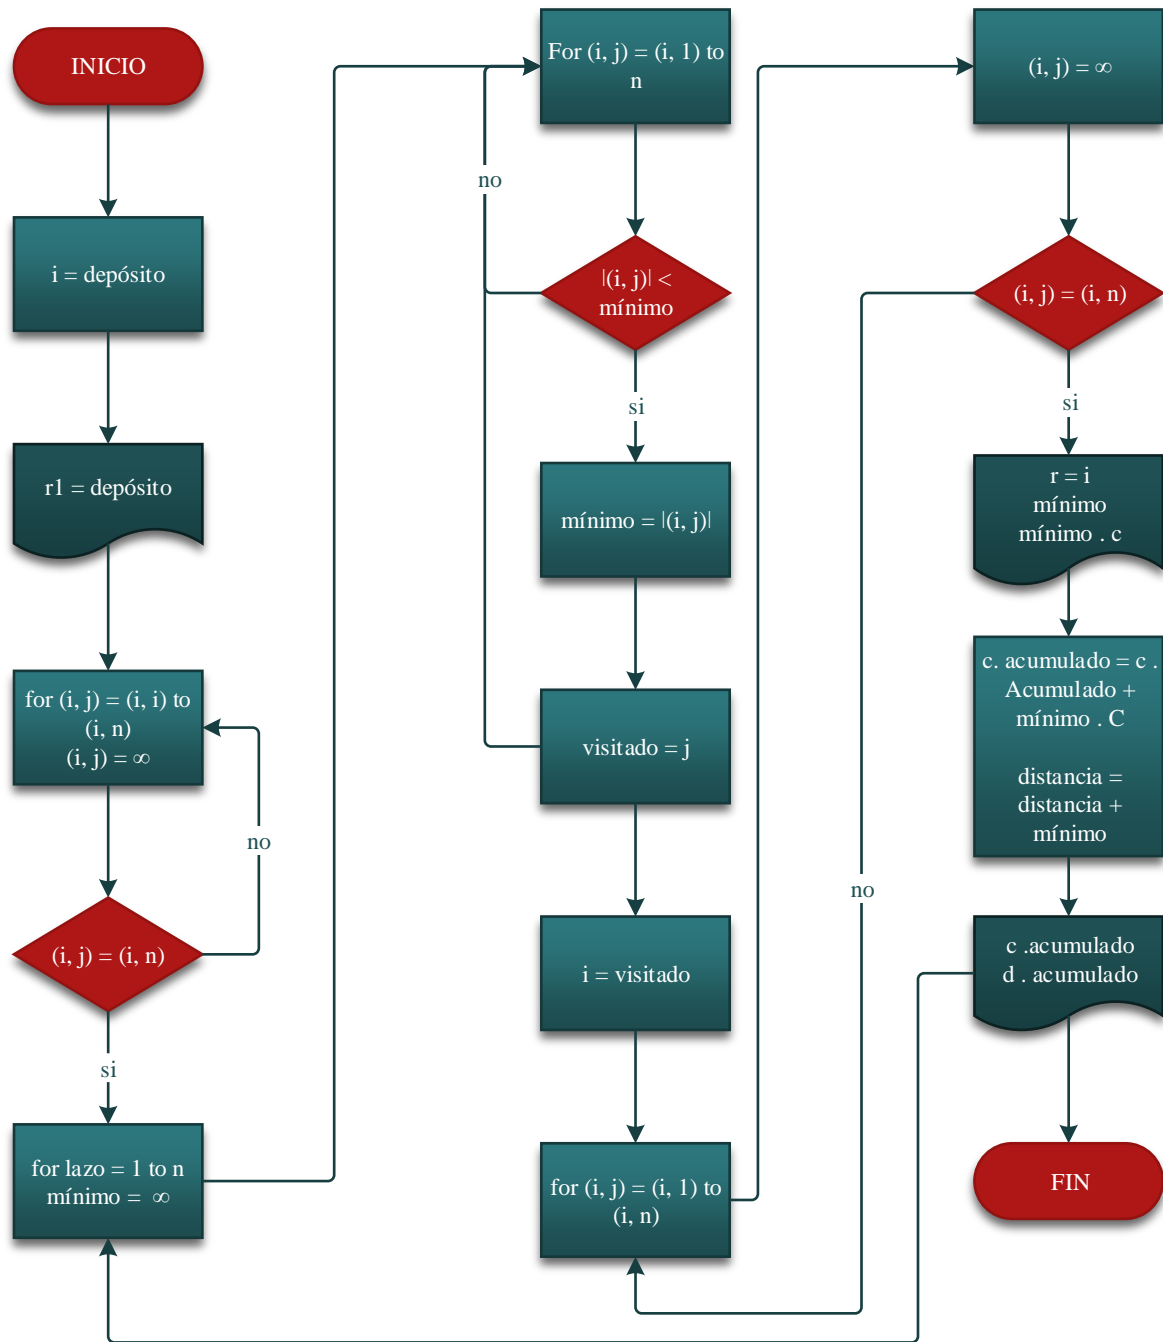 INICIO
i = depósito
r1 = depósito
for (i, j) = (i, i) to
(i, n)
(i, j) = ∞
no
(i, j) = (i, n)
si
for lazo = 1 to n
mínimo = ∞
For (i, j) = (i, 1) to
n
no
|(i, j)| <
mínimo
si
mínimo = |(i, j)|
visitado = j
i = visitado
for (i, j) = (i, 1) to
(i, n)
(i, j) = ∞
(i, j) = (i, n)
no
si
r = i
mínimo
mínimo . c
c. acumulado = c .
Acumulado +
mínimo . C
distancia =
distancia +
mínimo
c .acumulado
d . acumulado
FIN